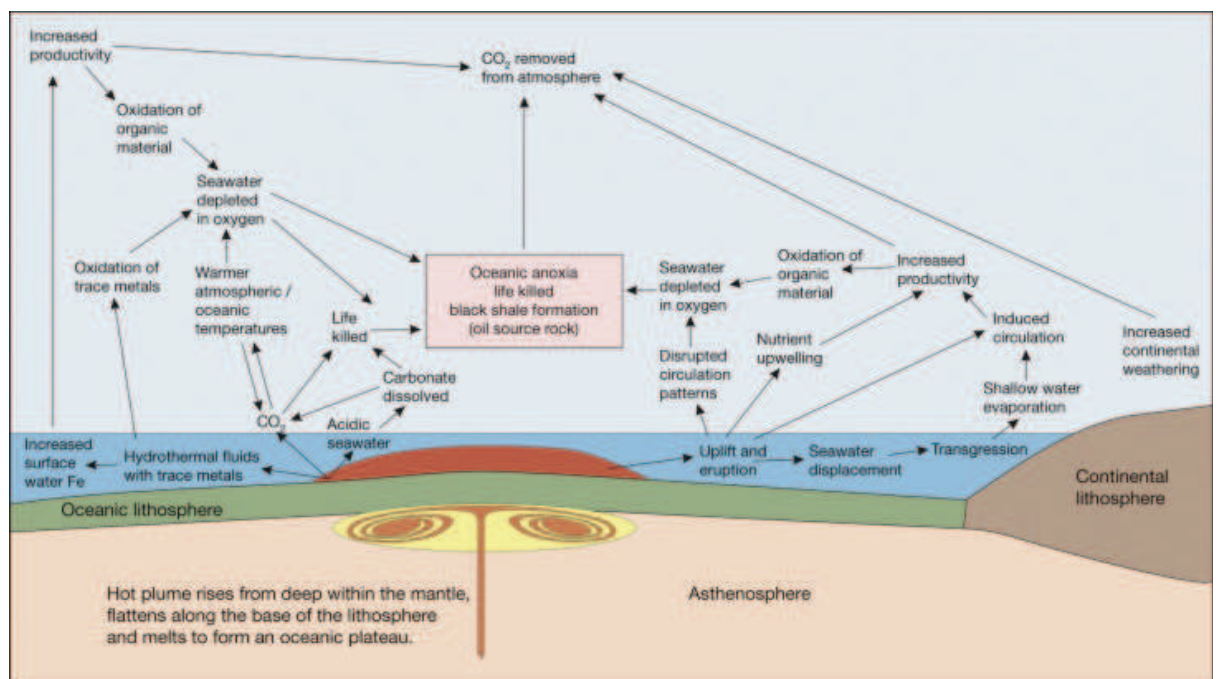 Increased
productivity
CO₂ removed
from atmosphere
Oxidation of
organic
material
Seawater
depleted
in oxygen
Oxidation of
trace metals
Warmer
atmospheric /
oceanic
temperatures
Life
killed
Oceanic anoxia
life killed
black shale formation
(oil source rock)
Seawater
depleted
in oxygen
Oxidation of
organic
material
Increased
productivity
Induced
circulation
Increased
continental
weathering
Nutrient
upwelling
Disrupted
circulation
patterns
Carbonate
dissolved
Shallow water
evaporation
CO₂
Acidic
seawater
Increased
surface
water Fe
Hydrothermal fluids
with trace metals
Uplift and
eruption
Seawater
displacement
Transgression
Continental
lithosphere
Oceanic lithosphere
Hot plume rises from deep within the mantle,
flattens along the base of the lithosphere
and melts to form an oceanic plateau.
Asthenosphere